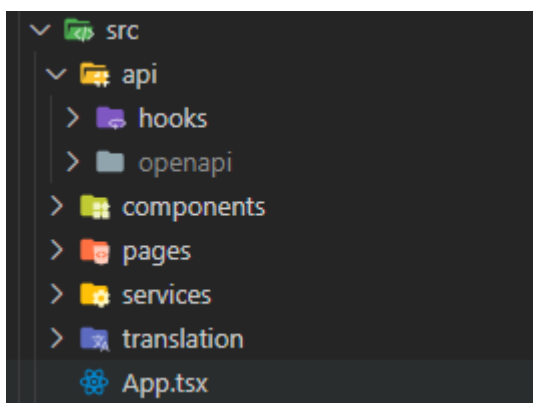 src
api
hooks
openapi
components
pages
services
translation
App.tsx